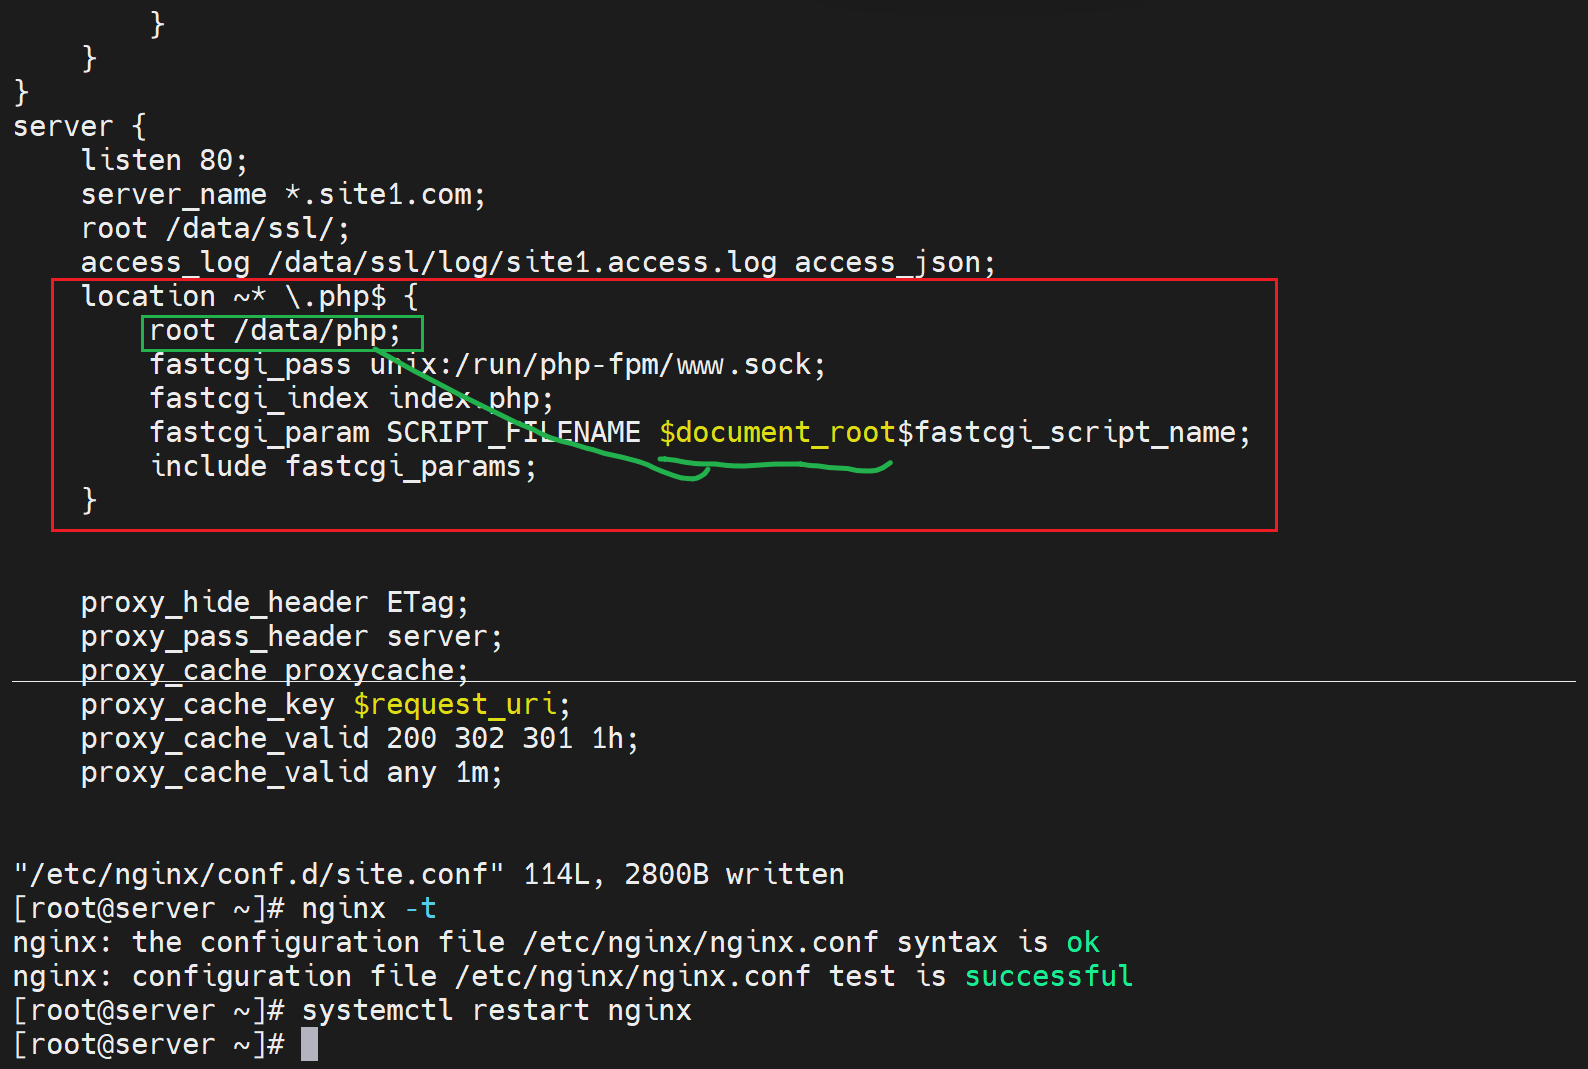 }
}
}
server {
listen 80;
server_name *.site1.com;
root /data/ssl/;
access_log /data/ssl/log/site1.access.log access_json;
location ~* \.php$ {
root /data/php;
fastcgi_pass unix:/run/php-fpm/www.sock;
fastcgi_index index.php;
fastcgi_param SCRIPT_FILENAME $document_root$fastcgi_script_name;
include fastcgi_params;
}
proxy_hide_header ETag;
proxy_pass_header server;
proxy_cache proxycache;
proxy_cache_key $request_uri;
proxy_cache_valid 200 302 301 1h;
proxy_cache_valid any 1m;
"/etc/nginx/conf.d/site.conf" 114L, 2800B written
[root@server ~]# nginx -t
nginx: the configuration file /etc/nginx/nginx.conf syntax is ok
nginx: configuration file /etc/nginx/nginx.conf test is successful
[root@server ~]# systemctl restart nginx
[root@server ~]#